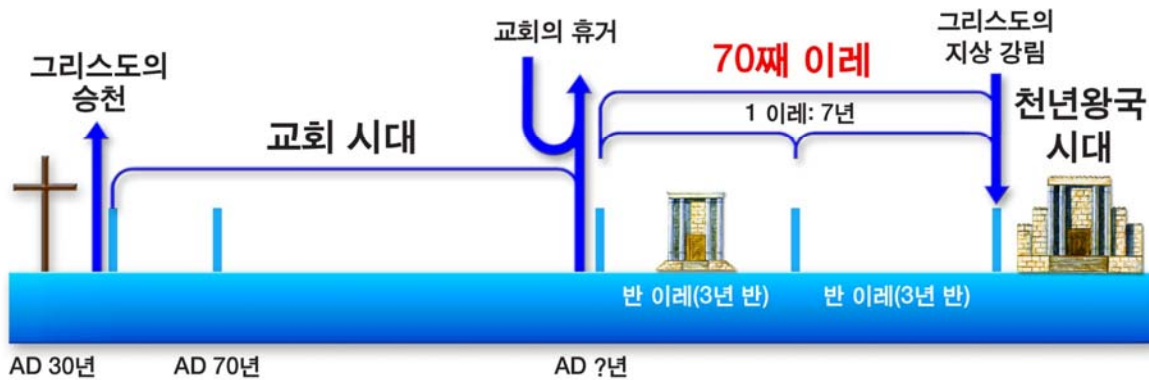 그리스도의
승천
교회 시대
교회의 휴거
70째 이레
1 이레: 7년
그리스도의
지상 강림
천년왕국
시대
반 이레(3년 반)
반 이레(3년 반)
AD 30년
AD 70년
AD ?년